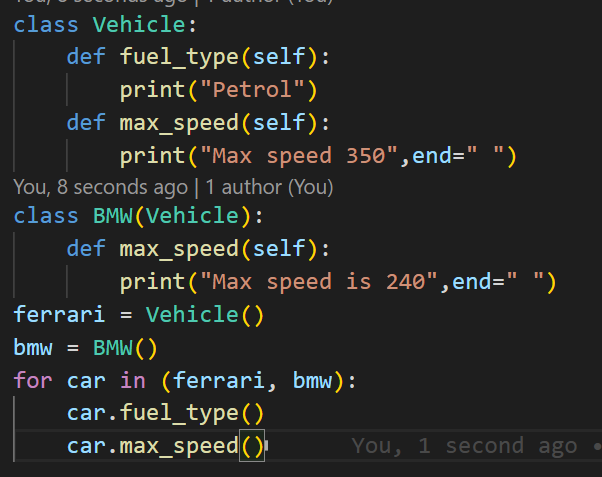 You, 8 seconds ago | 1 author (You)
class Vehicle:
    def fuel_type(self):
        print("Petrol")
    def max_speed(self):
        print("Max speed 350",end=" ")
You, 8 seconds ago | 1 author (You)
class BMW(Vehicle):
    def max_speed(self):
        print("Max speed is 240",end=" ")
ferrari = Vehicle()
bmw = BMW()
for car in (ferrari, bmw):
    car.fuel_type()
    car.max_speed() You, 1 second ago •